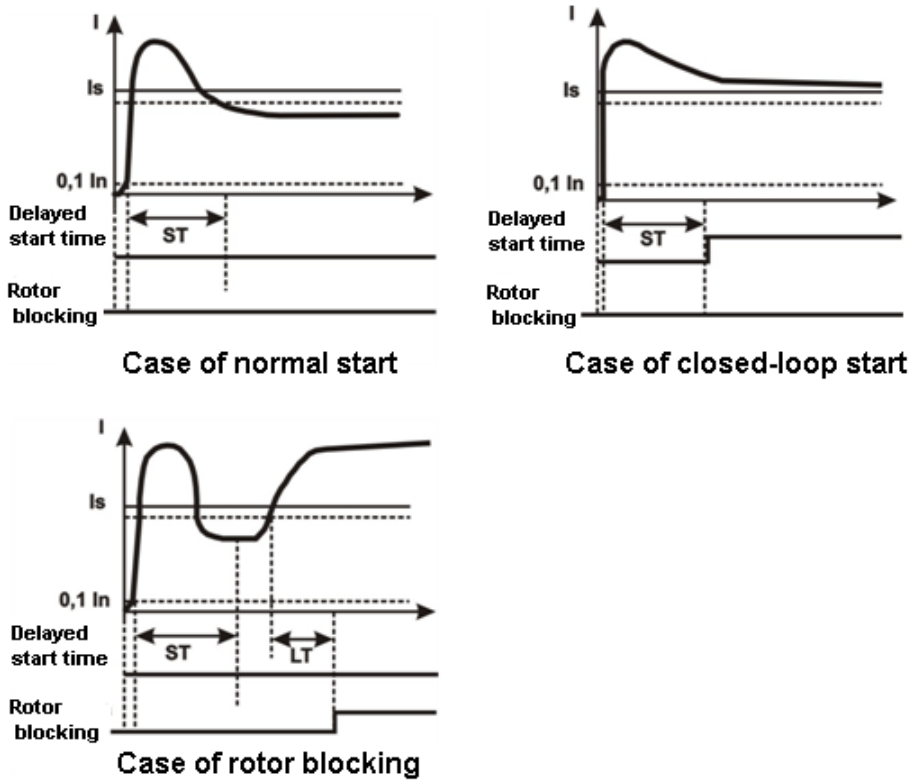 I
Is
0,1 In
Delayed
start time
ST
Rotor
blocking
Case of normal start
I
Is
0,1 In
Delayed
start time
ST
Rotor
blocking
Case of closed-loop start
I
Is
0,1 In
Delayed
start time
ST
LT
Rotor
blocking
Case of rotor blocking